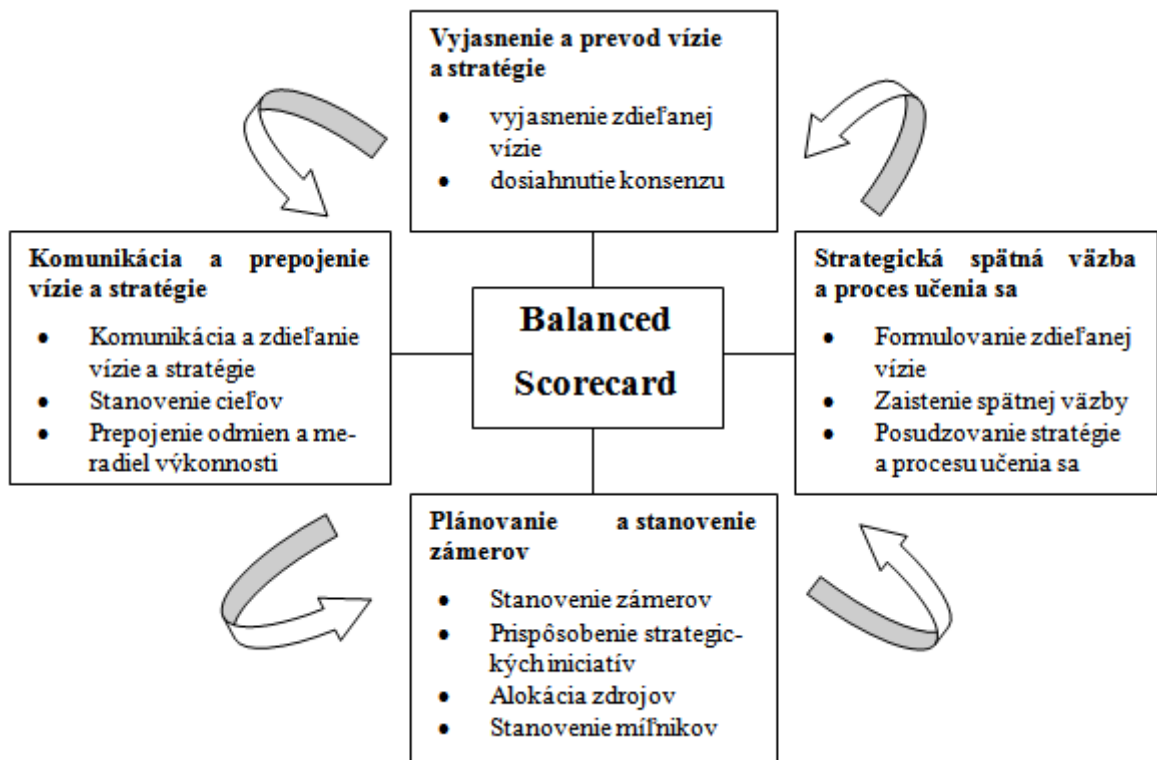 Vyjasnenie a prevod vízie
a stratégie
• vyjasnenie zdieľanej
vízie
• dosiahnutie konsenzu
Komunikácia a prepojenie
vízie a stratégie
• Komunikácia a zdieľanie
vízie a stratégie
• Stanovenie cieľov
• Prepojenie odmien a me-
radiel výkonnosti
Balanced
Scorecard
Strategická spätná väzba
a proces učenia sa
• Formulovanie zdieľanej
vízie
• Zaistenie spätnej väzby
• Posudzovanie stratégie
a procesu učenia sa
Plánovanie a stanovenie
zámerov
• Stanovenie zámerov
• Prispôsobenie strategic-
kých iniciatív
• Alokácia zdrojov
• Stanovenie míľnikov